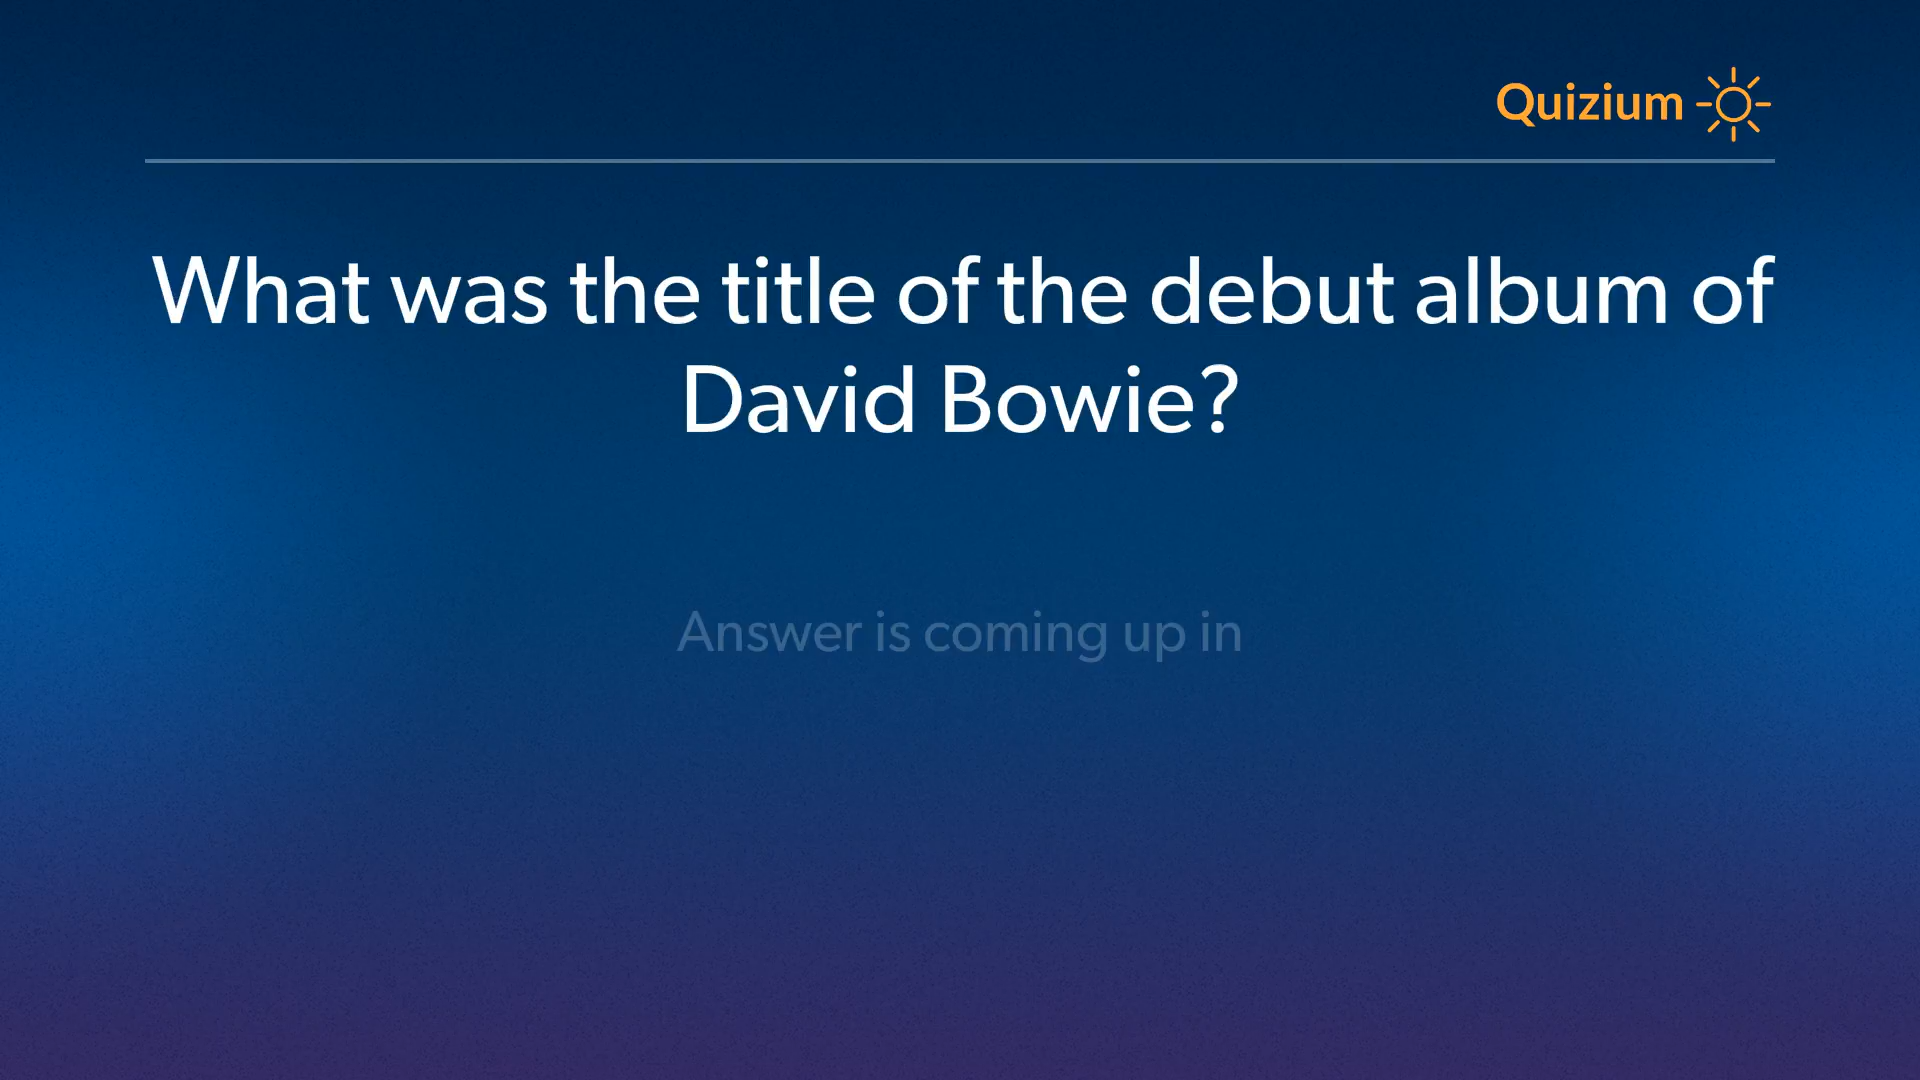 Quizium
What was the title of the debut album of
David Bowie?
Answer is coming up in